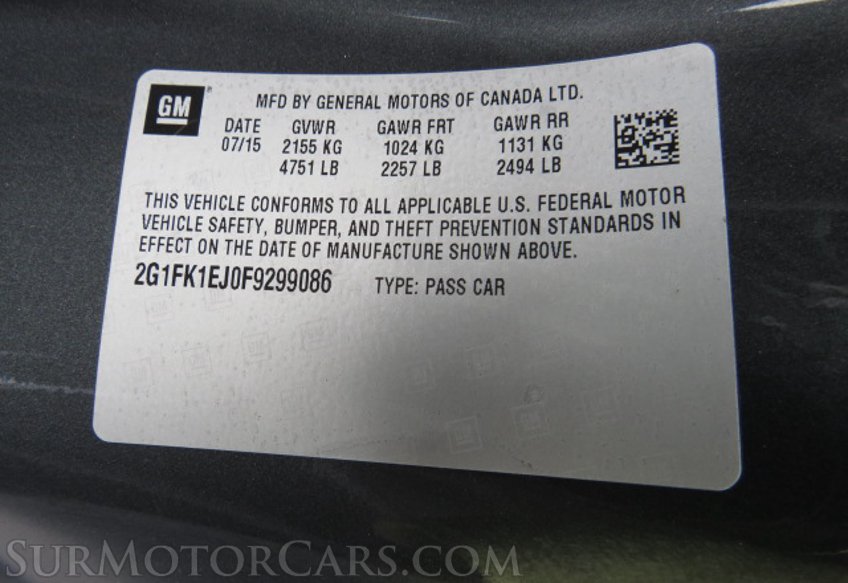 GM
MFD BY GENERAL MOTORS OF CANADA LTD.
DATE GVWR GAWR FRT GAWR RR
07/15 2155 KG 1024 KG 1131 KG
4751 LB 2257 LB 2494 LB
THIS VEHICLE CONFORMS TO ALL APPLICABLE U.S. FEDERAL MOTOR
VEHICLE SAFETY, BUMPER, AND THEFT PREVENTION STANDARDS IN
EFFECT ON THE DATE OF MANUFACTURE SHOWN ABOVE.
2G1FK1EJ0F9299086 TYPE: PASS CAR
SURMOTORCARS.COM